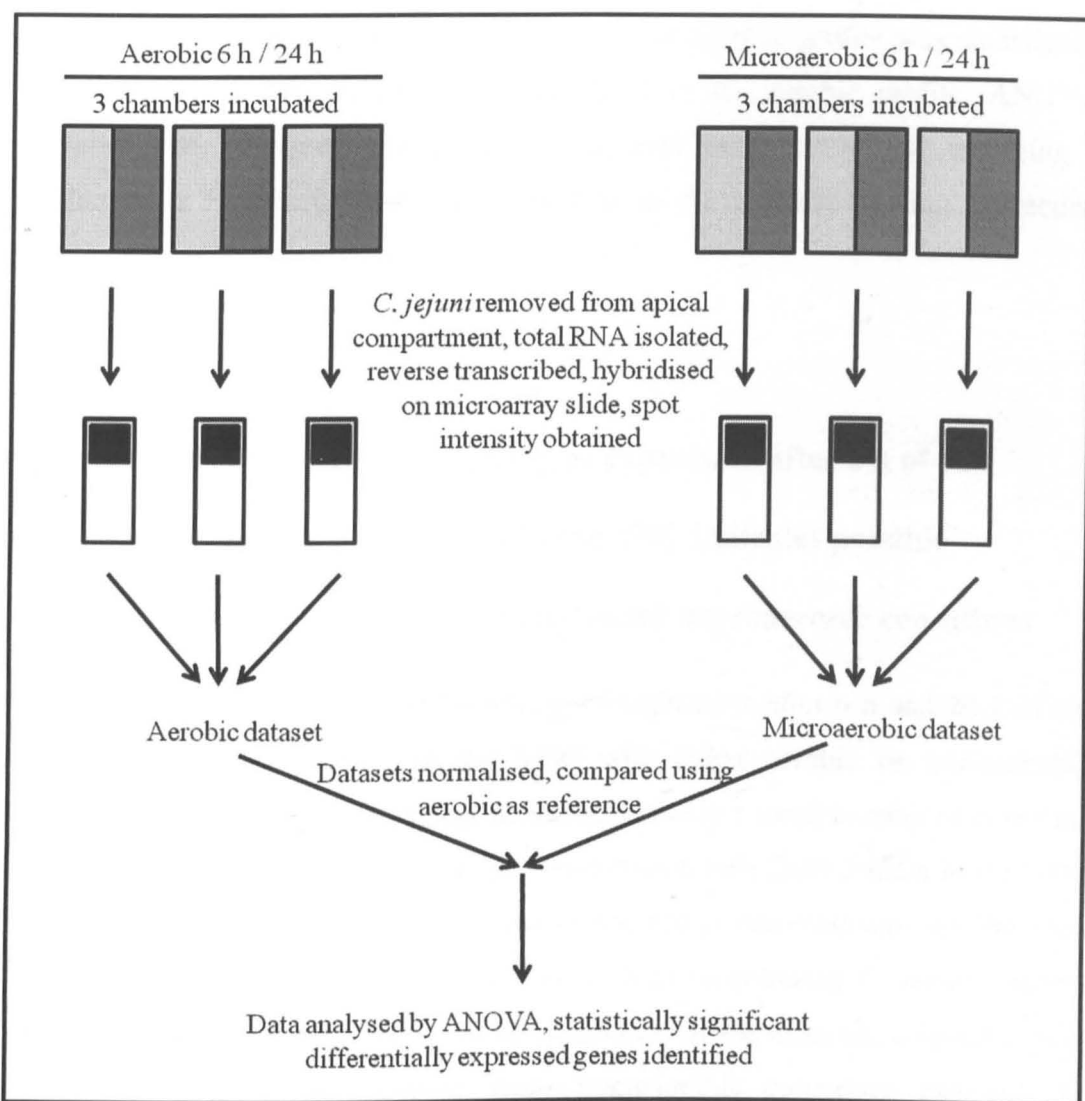 Aerobic 6 h / 24 h
3 chambers incubated
Microaerobic 6 h / 24 h
3 chambers incubated
C. jejuni removed from apical
compartment, total RNA isolated,
reverse transcribed, hybridised
on microarray slide, spot
intensity obtained
Aerobic dataset
Microaerobic dataset
Datasets normalised, compared using
aerobic as reference
Data analysed by ANOVA, statistically significant
differentially expressed genes identified